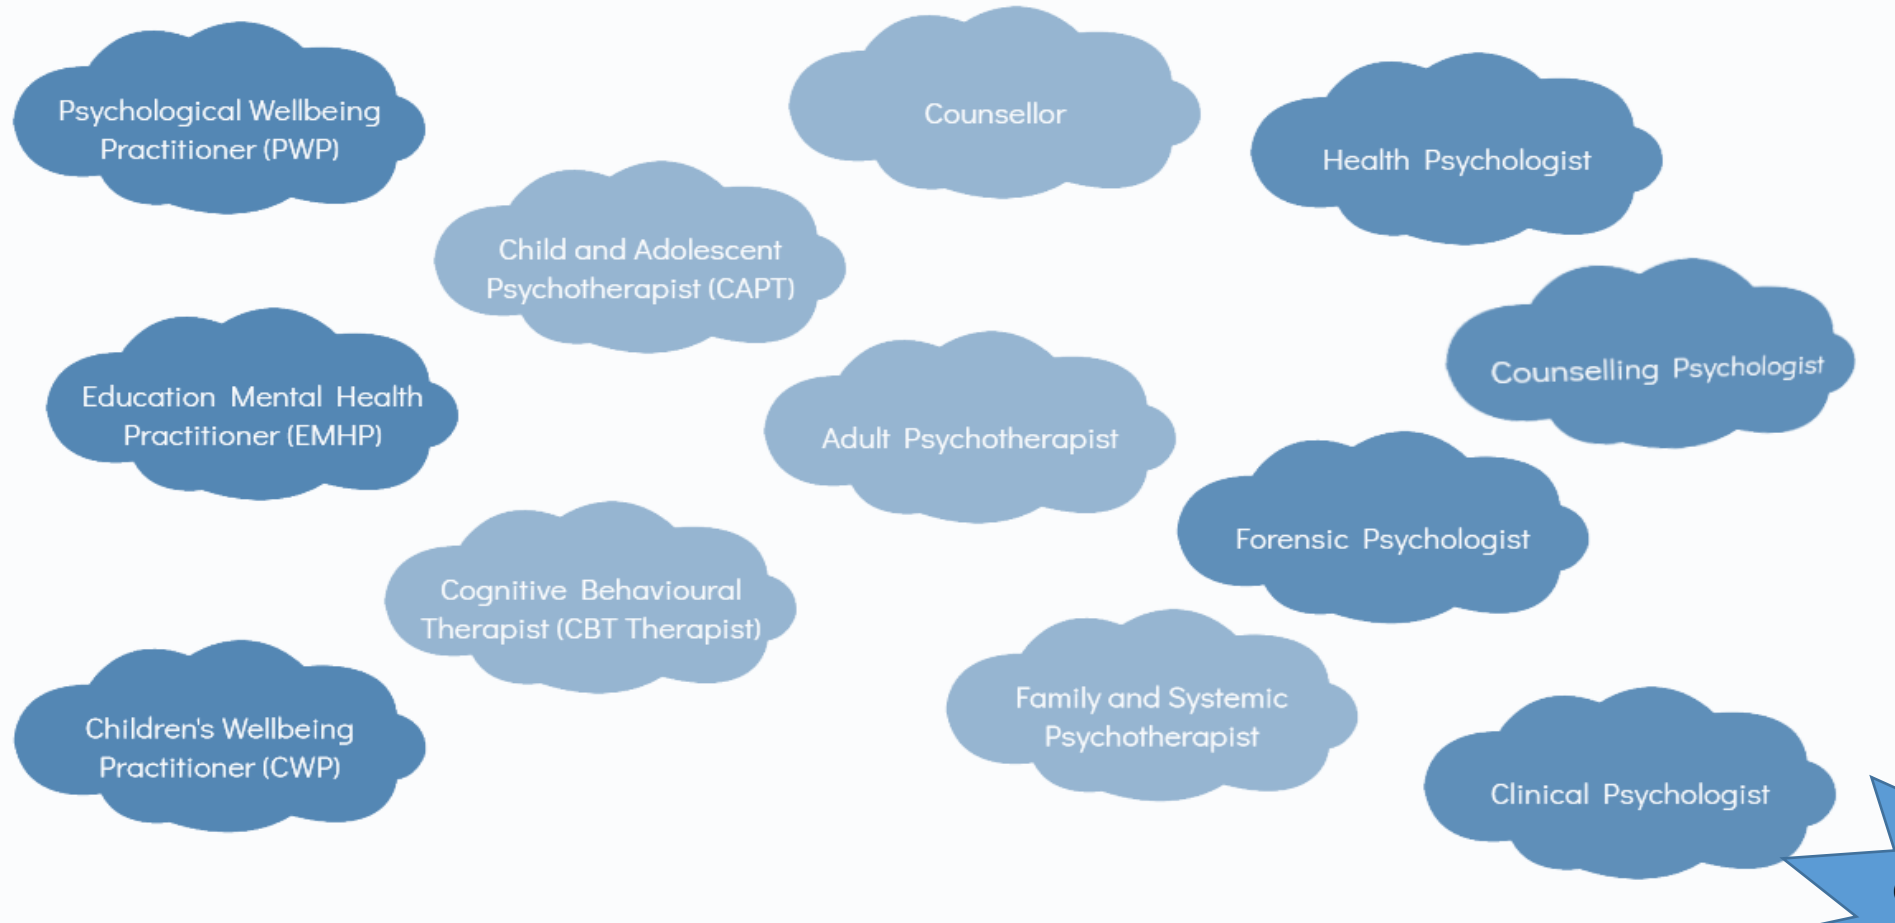 Psychological Wellbeing
Practitioner (PWP)
Counsellor
Health Psychologist
Child and Adolescent
Psychotherapist (CAPT)
Counselling Psychologist
Education Mental Health
Practitioner (EMHP)
Adult Psychotherapist
Forensic Psychologist
Cognitive Behavioural
Therapist (CBT Therapist)
Family and Systemic
Psychotherapist
Children's Wellbeing
Practitioner (CWP)
Clinical Psychologist